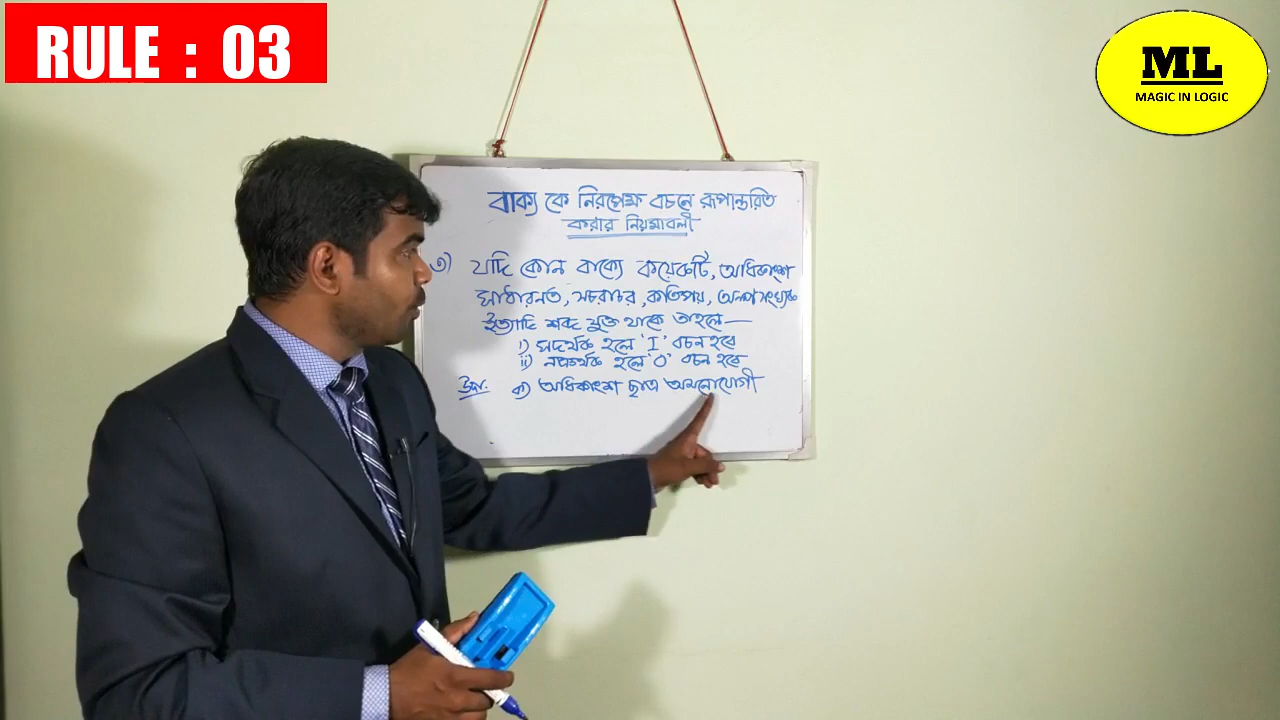 RULE : 03
ML
MAGIC IN LOGIC
বাক্য কে নিরপেক্ষ বচনে রূপান্তরিত
করার নিয়মাবলী
৩) যদি কোন বাক্যে কয়েকটি, অধিকাংশ
সাধারনত, সচরাচর, কতিপয়, অল্পসংখ্যক
ইত্যাদি শব্দ যুক্ত থাকে তাহলে —
i) সদর্থক হলে 'I' বচন হবে
ii) নঞর্থক হলে 'O' বচন হবে
উদা: ক) অধিকাংশ ছাত্র অমনোযোগী